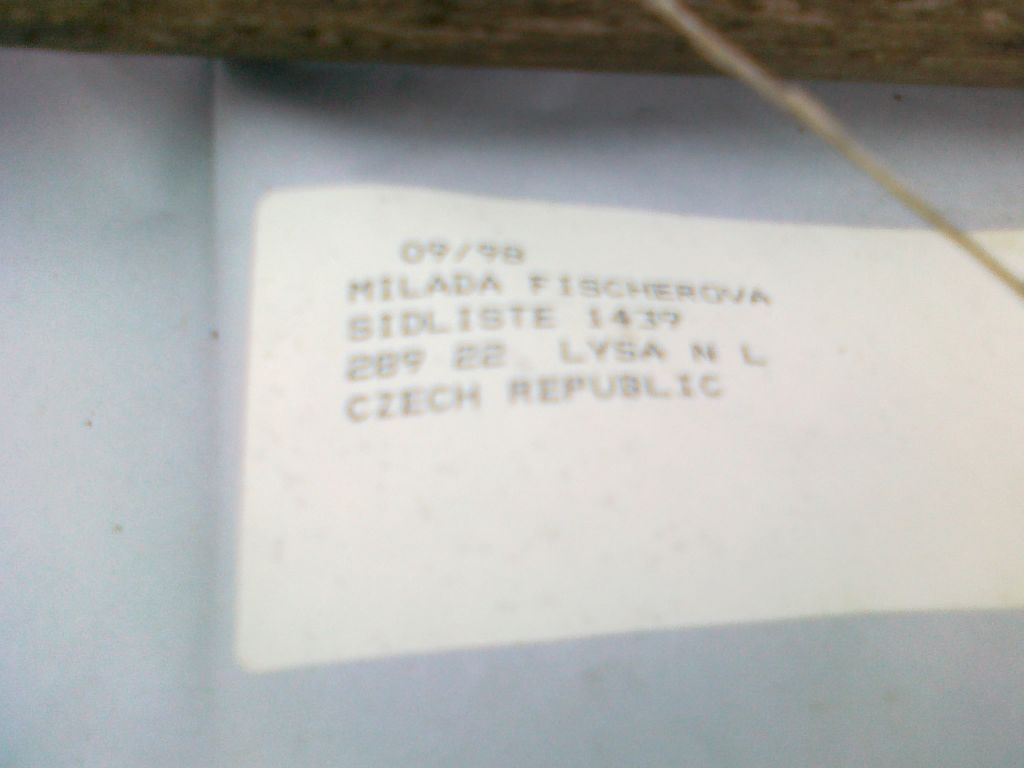 09/98
MILADA FISCHEROVA
SIDLISTE 1439
289 22 LYSA N L
CZECH REPUBLIC